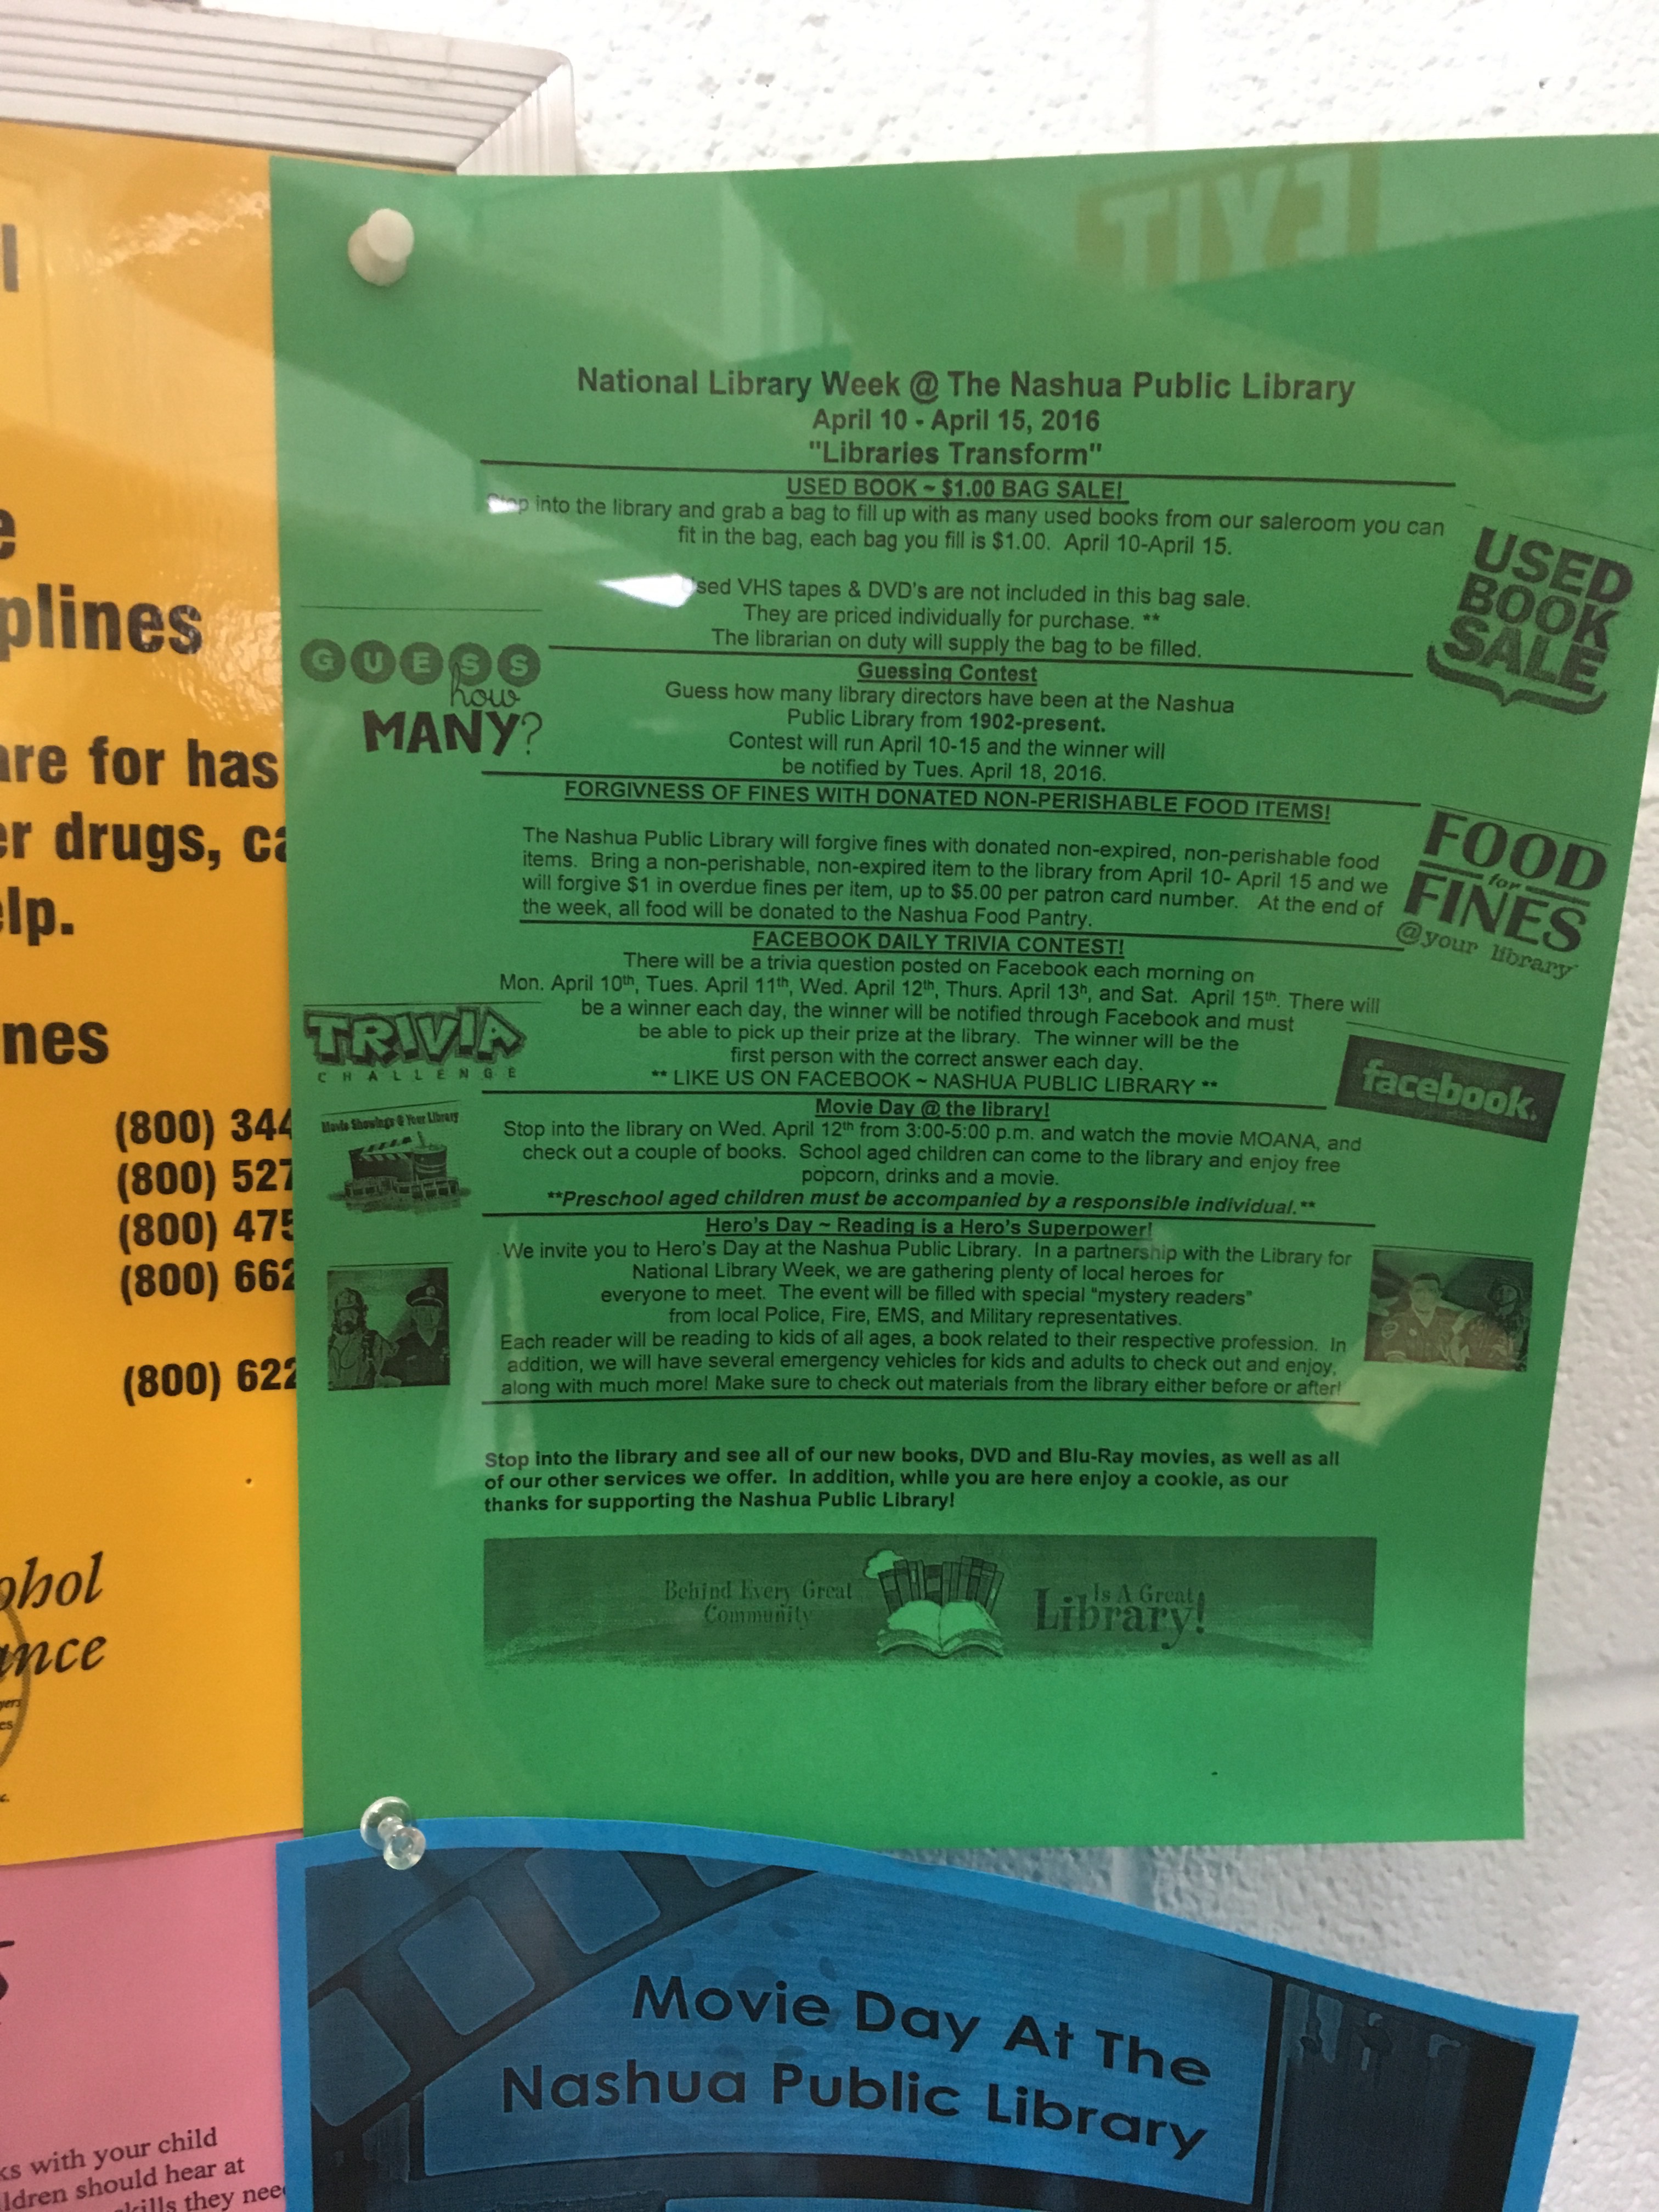 National Library Week @ The Nashua Public Library
April 10 - April 15, 2016
"Libraries Transform"
USED BOOK ~ $1.00 BAG SALE!
into the library and grab a bag to fill up with as many used books from our saleroom you can
fit in the bag, each bag you fill is $1.00. April 10-April 15.
Used VHS tapes & DVD's are not included in this bag sale.
They are priced individually for purchase. **
The librarian on duty will supply the bag to be filled.
USED
BOOK
SALE
GUESS
how
MANY?
Guessing Contest
Guess how many library directors have been at the Nashua
Public Library from 1902-present.
Contest will run April 10-15 and the winner will
be notified by Tues. April 18, 2016.
FORGIVNESS OF FINES WITH DONATED NON-PERISHABLE FOOD ITEMS!
The Nashua Public Library will forgive fines with donated non-expired, non-perishable food
items. Bring a non-perishable, non-expired item to the library from April 10- April 15 and we
will forgive $1 in overdue fines per item, up to $5.00 per patron card number. At the end of
the week, all food will be donated to the Nashua Food Pantry.
FOOD
for
FINES
@your library
FACEBOOK DAILY TRIVIA CONTEST!
There will be a trivia question posted on Facebook each morning on
Mon. April 10th, Tues. April 11th, Wed. April 12th, Thurs. April 13h, and Sat. April 15th. There will
be a winner each day, the winner will be notified through Facebook and must
be able to pick up their prize at the library. The winner will be the
first person with the correct answer each day.
** LIKE US ON FACEBOOK ~ NASHUA PUBLIC LIBRARY **
TRIVIA
CHALLENGE
facebook.
Movie Showings @ Your Library
Movie Day @ the library!
Stop into the library on Wed. April 12th from 3:00-5:00 p.m. and watch the movie MOANA, and
check out a couple of books. School aged children can come to the library and enjoy free
popcorn, drinks and a movie.
**Preschool aged children must be accompanied by a responsible individual.**
Hero's Day ~ Reading is a Hero's Superpower!
We invite you to Hero's Day at the Nashua Public Library. In a partnership with the Library for
National Library Week, we are gathering plenty of local heroes for
everyone to meet. The event will be filled with special "mystery readers"
from local Police, Fire, EMS, and Military representatives.
Each reader will be reading to kids of all ages, a book related to their respective profession. In
addition, we will have several emergency vehicles for kids and adults to check out and enjoy,
along with much more! Make sure to check out materials from the library either before or after!
Stop into the library and see all of our new books, DVD and Blu-Ray movies, as well as all
of our other services we offer. In addition, while you are here enjoy a cookie, as our
thanks for supporting the Nashua Public Library!
Behind Every Great
Community
Is A Great
Library!
EXIT
plines
are for has
er drugs, ca
elp.
nes
(800) 344
(800) 527
(800) 475
(800) 662
(800) 622
ohol
ance
ks with your child
ldren should hear at
skills they need
Movie Day At The
Nashua Public Library